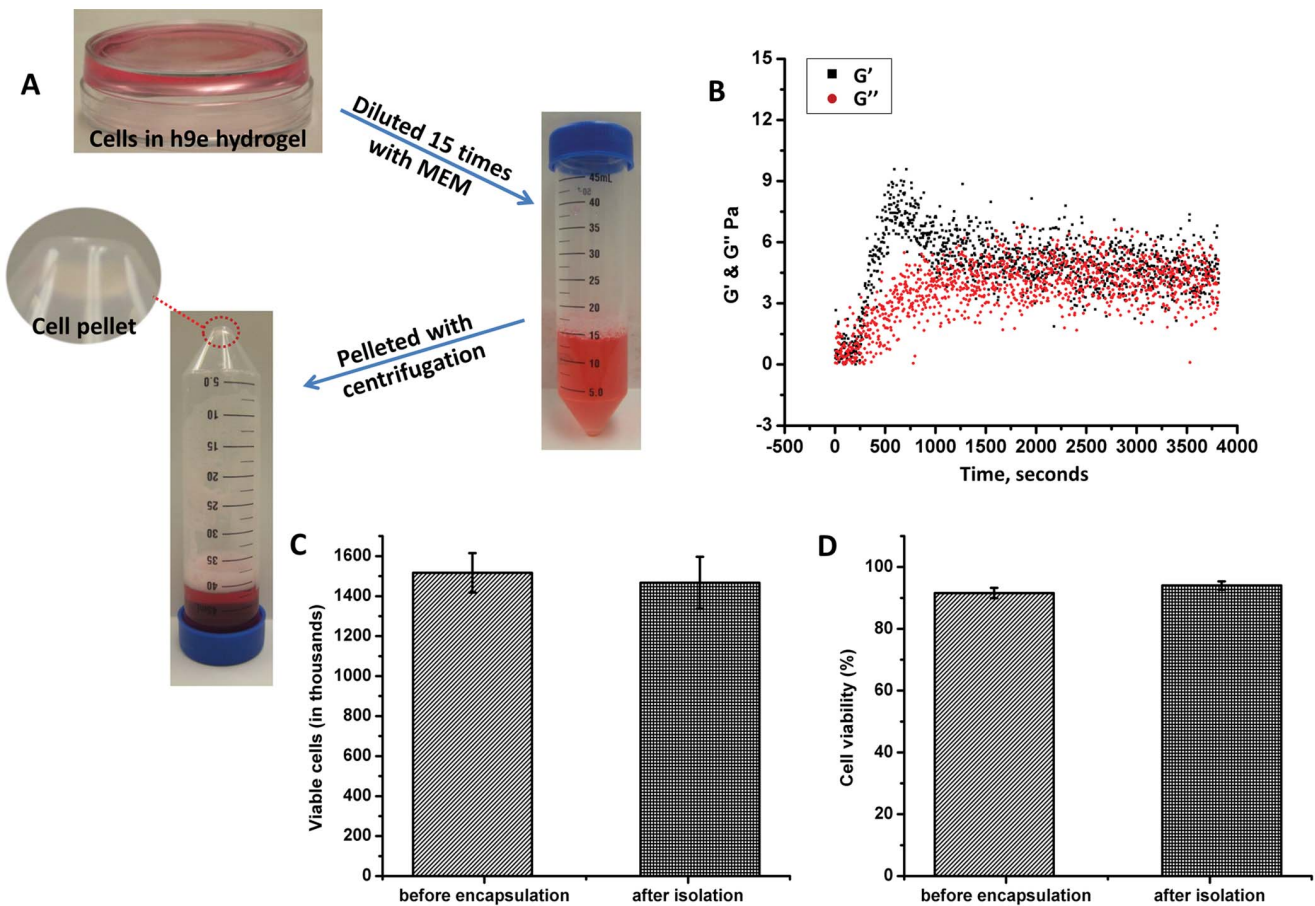 A
Cells in h9e hydrogel
Diluted 15 times
with MEM
45mL
40
35
30
25
20
15
10
5.0
Cell pellet
Pelleted with
centrifugation
5.0
10
15
20
25
30
35
40
B
G'
G''
15
12
9
6
3
0
-3
G' & G'' Pa
-500 0 500 1000 1500 2000 2500 3000 3500 4000
Time, seconds
C
1600
1400
1200
1000
800
600
400
200
0
Viable cells (in thousands)
before encapsulation after isolation
D
100
80
60
40
20
0
Cell viability (%)
before encapsulation after isolation